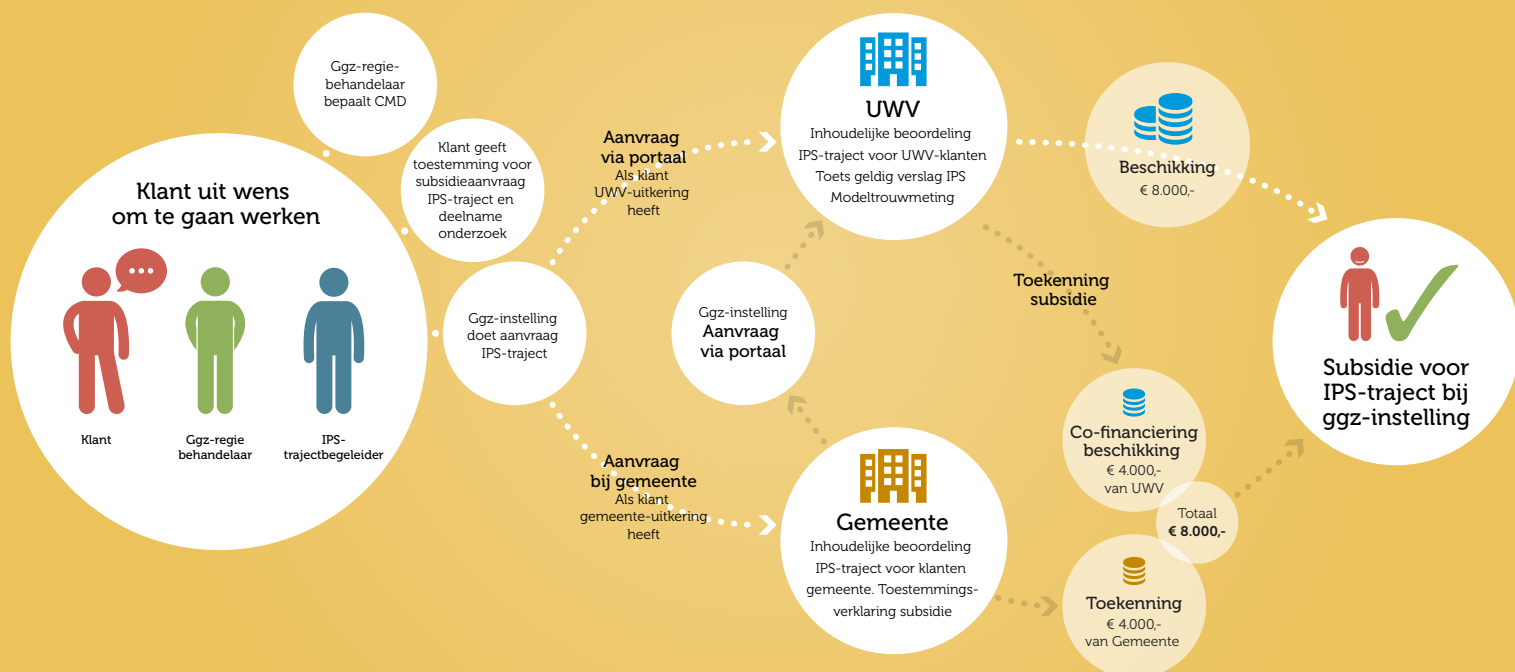 Klant uit wens
om te gaan werken
Klant
Ggz-regie
behandelaar
IPS-
trajectbegeleider
Ggz-regie-
behandelaar
bepaalt CMD
Klant geeft
toestemming voor
subsidieaanvraag
IPS-traject en
deelname
onderzoek
Ggz-instelling
doet aanvraag
IPS-traject
Aanvraag
via portaal
Als klant
UWV-uitkering
heeft
Aanvraag
bij gemeente
Als klant
gemeente-uitkering
heeft
Ggz-instelling
Aanvraag
via portaal
UWV
Inhoudelijke beoordeling
IPS-traject voor UWV-klanten
Toets geldig verslag IPS
Modeltrouwmeting
Gemeente
Inhoudelijke beoordeling
IPS-traject voor klanten
gemeente. Toestemmings-
verklaring subsidie
Toekenning
subsidie
Beschikking
€ 8.000,-
Co-financiering
beschikking
€ 4.000,-
van UWV
Totaal
€ 8.000,-
Toekenning
€ 4.000,-
van Gemeente
Subsidie voor
IPS-traject bij
ggz-instelling